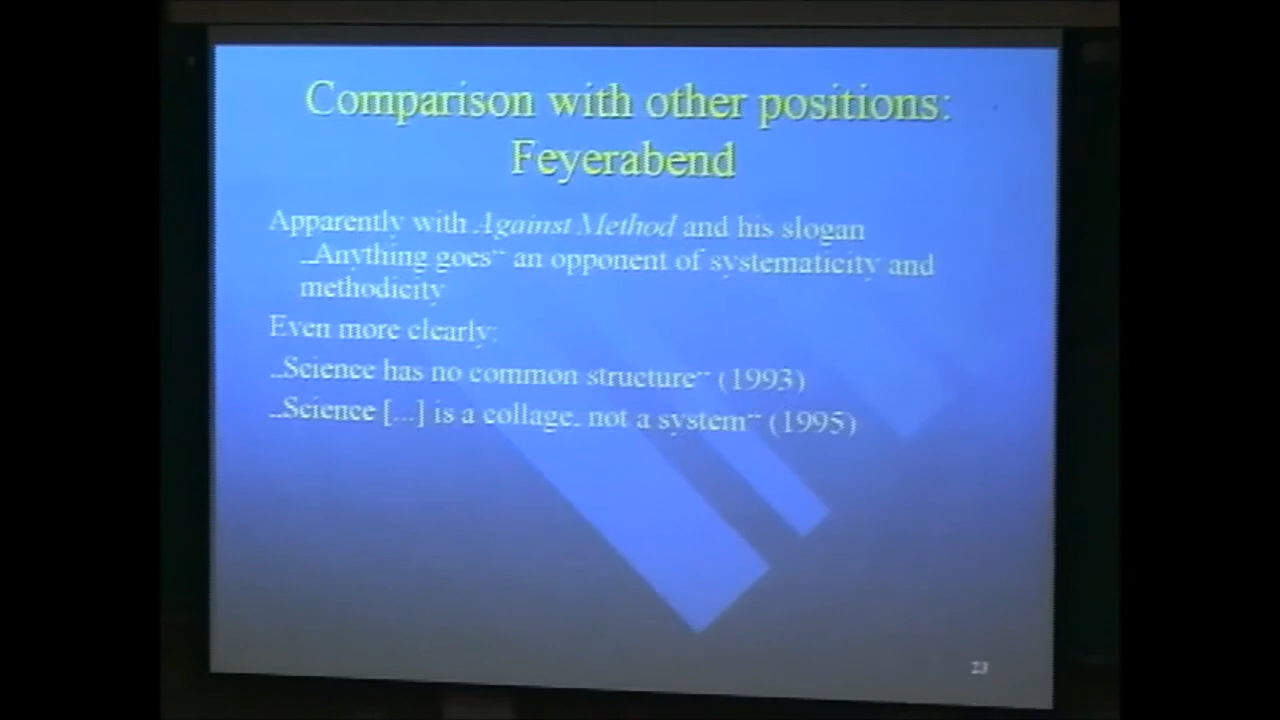 Comparison with other positions:
Feyerabend
Apparently with Against Method and his slogan
„Anything goes“ an opponent of systematicity and
methodicity
Even more clearly:
„Science has no common structure“ (1993)
„Science [...] is a collage, not a system“ (1995)
23